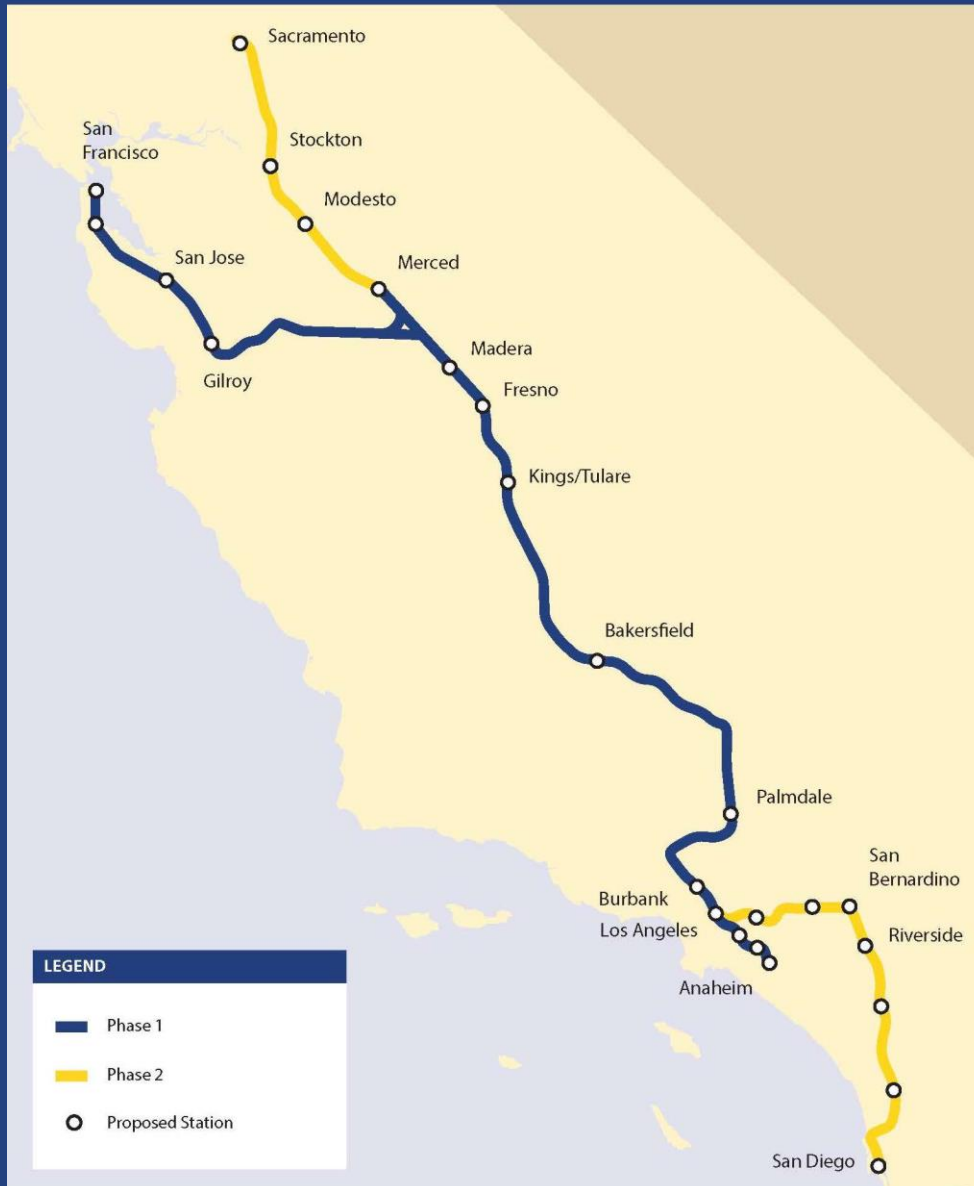 Sacramento
San
Francisco
Stockton
Modesto
San Jose
Merced
Gilroy
Madera
Fresno
Kings/Tulare
Bakersfield
Palmdale
San
Bernardino
Burbank
Los Angeles
Riverside
Anaheim
San Diego
LEGEND
Phase 1
Phase 2
Proposed Station